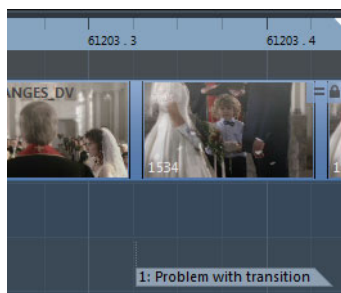 61203 . 3
61203 . 4
ANGES_DV
1534
1: Problem with transition